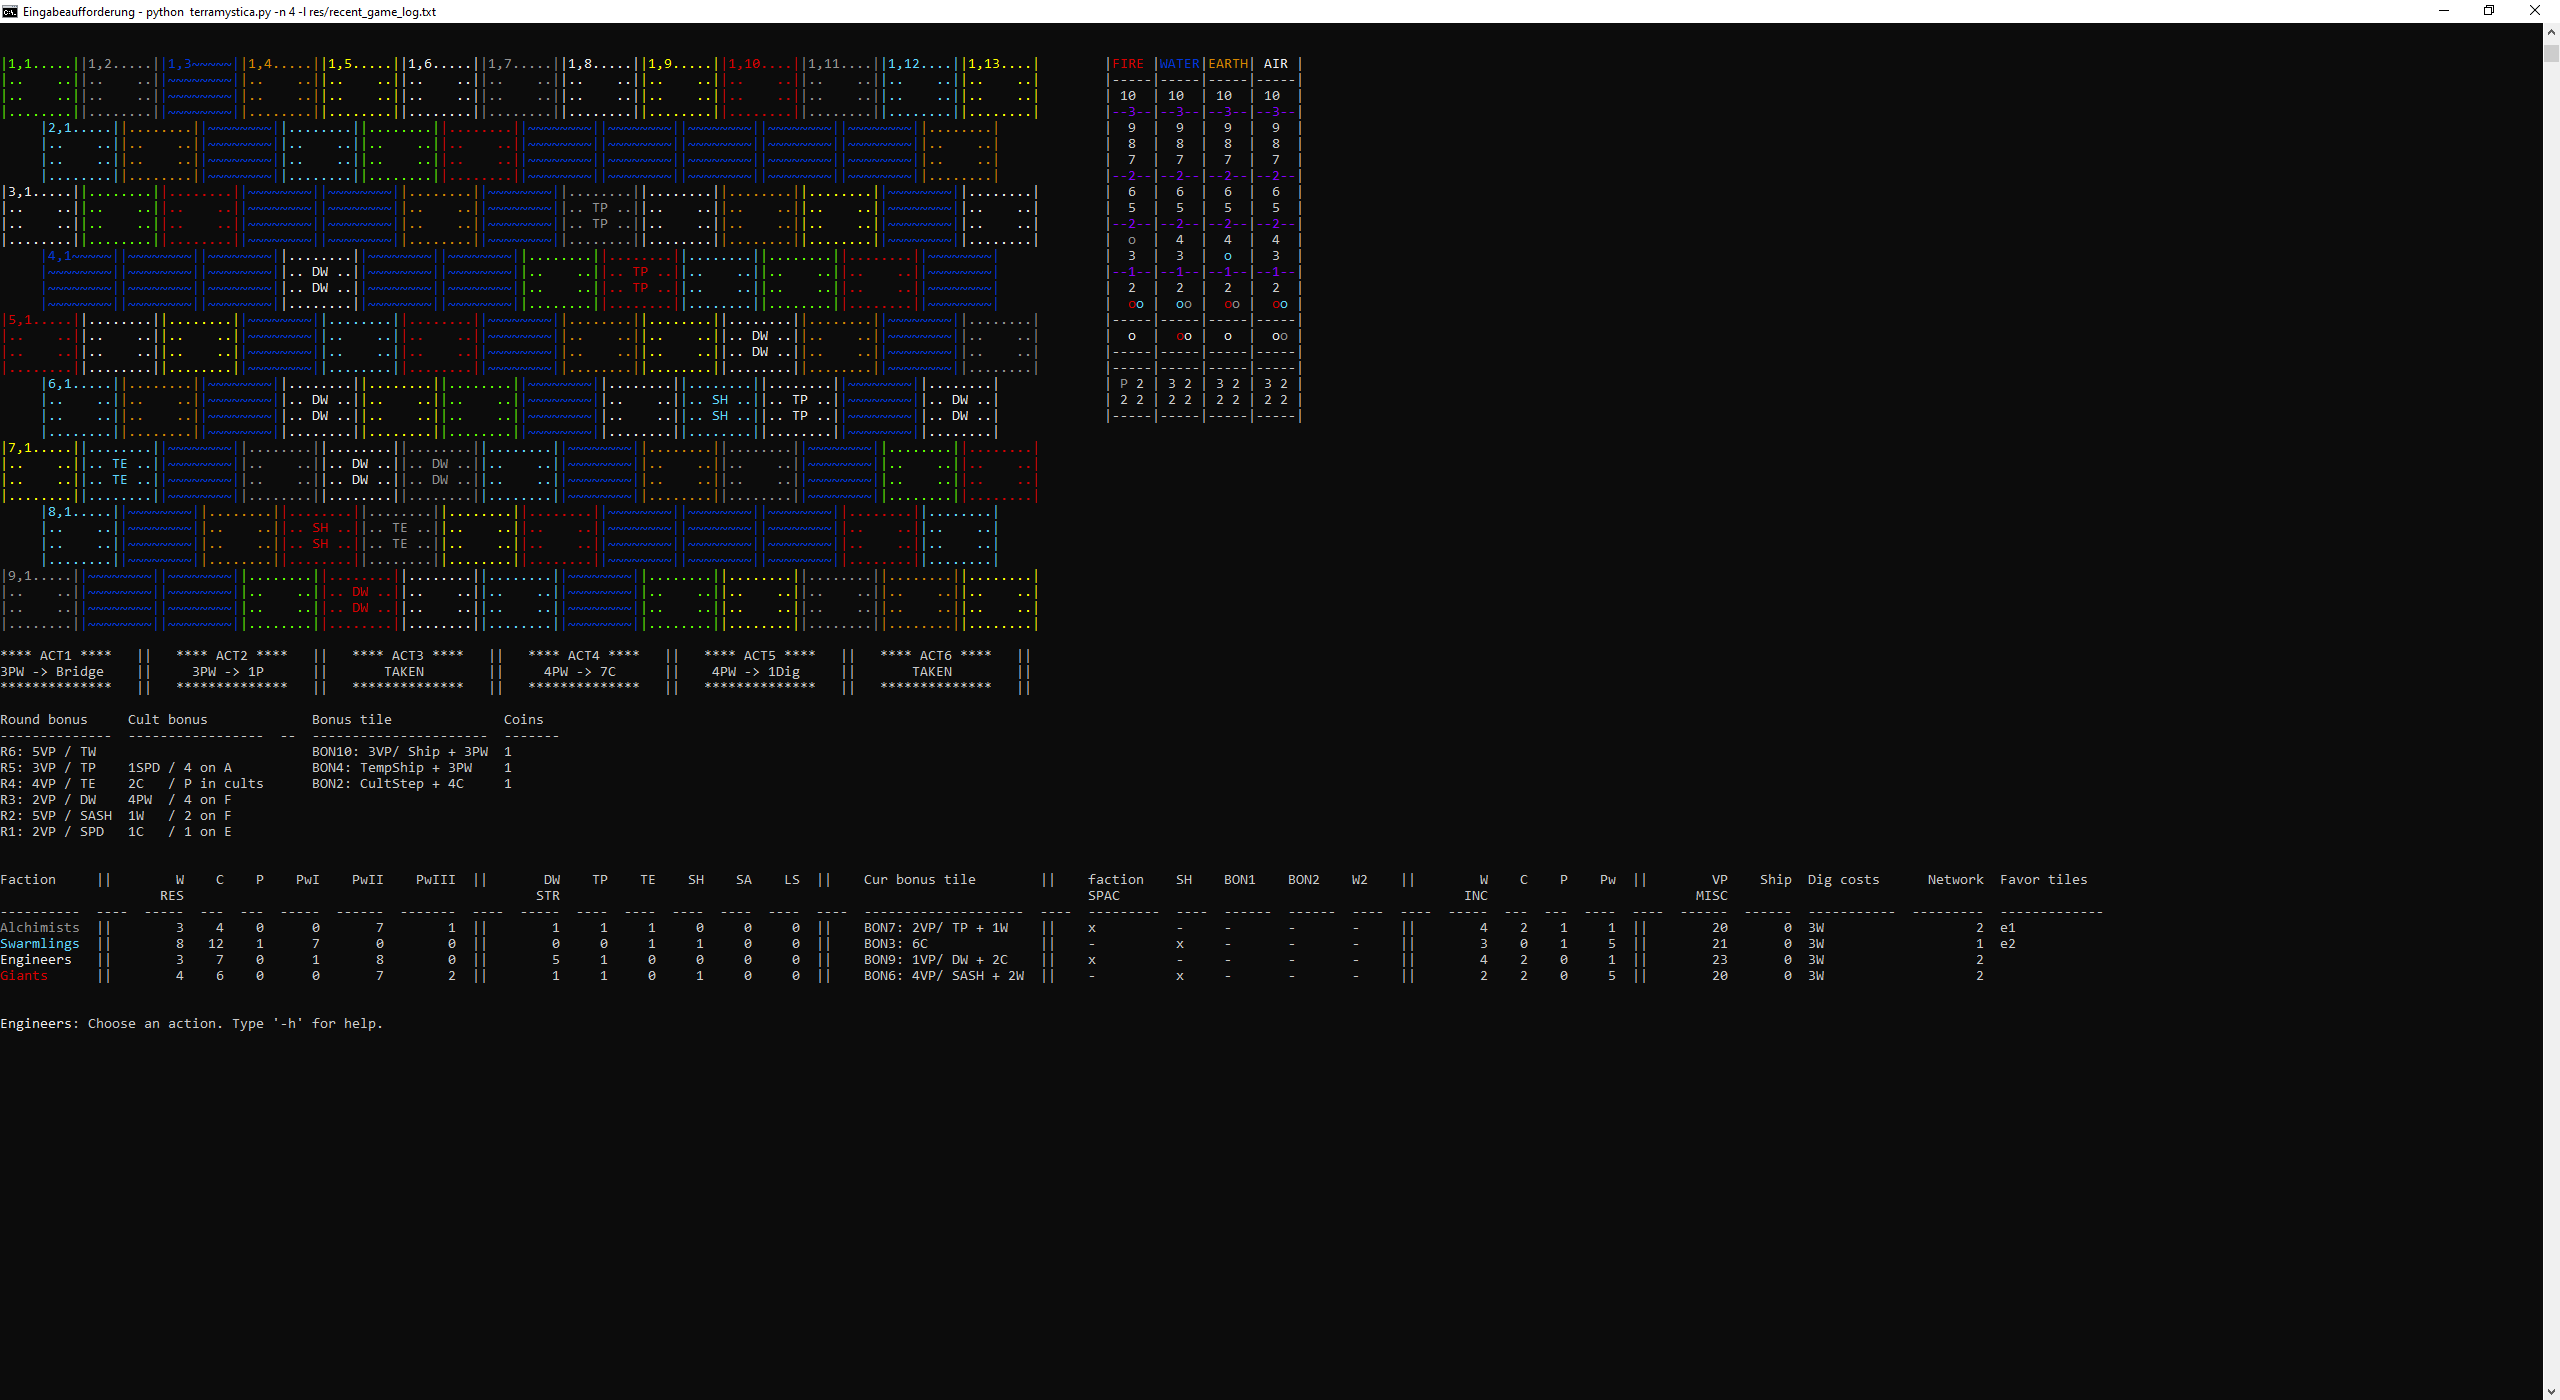 Eingabeaufforderung - python  terramystica.py -n 4 -l res/recent_game_log.txt
|1,1.....||1,2.....||1,3~~~~~||1,4.....||1,5.....||1,6.....||1,7.....||1,8.....||1,9.....||1,10....||1,11....||1,12....||1,13....|        |FIRE |WATER|EARTH| AIR |
|..    ..||..    ..||~~~~~~~~||..    ..||..    ..||..    ..||..    ..||..    ..||..    ..||..    ..||..    ..||..    ..||..    ..|        |-----|-----|-----|-----|
|..    ..||..    ..||~~~~~~~~||..    ..||..    ..||..    ..||..    ..||..    ..||..    ..||..    ..||..    ..||..    ..||..    ..|        | 10  | 10  | 10  | 10  |
|........||........||~~~~~~~~||........||........||........||........||........||........||........||........||........||........|        |--3--|--3--|--3--|--3--|
     |2,1.....||........||~~~~~~~~||........||........||........||~~~~~~~~||~~~~~~~~||~~~~~~~~||~~~~~~~~||~~~~~~~~||........|             |  9  |  9  |  9  |  9  |
     |..    ..||..    ..||~~~~~~~~||..    ..||..    ..||..    ..||~~~~~~~~||~~~~~~~~||~~~~~~~~||~~~~~~~~||~~~~~~~~||..    ..|             |  8  |  8  |  8  |  8  |
     |..    ..||..    ..||~~~~~~~~||..    ..||..    ..||..    ..||~~~~~~~~||~~~~~~~~||~~~~~~~~||~~~~~~~~||~~~~~~~~||..    ..|             |  7  |  7  |  7  |  7  |
     |........||........||~~~~~~~~||........||........||........||~~~~~~~~||~~~~~~~~||~~~~~~~~||~~~~~~~~||~~~~~~~~||........|             |--2--|--2--|--2--|--2--|
|3,1.....||........||........||~~~~~~~~||~~~~~~~~||........||~~~~~~~~||........||........||........||........||~~~~~~~~||........|        |  6  |  6  |  6  |  6  |
|..    ..||..    ..||..    ..||~~~~~~~~||~~~~~~~~||..    ..||~~~~~~~~||.. TP ..||..    ..||..    ..||..    ..||~~~~~~~~||..    ..|        |  5  |  5  |  5  |  5  |
|..    ..||..    ..||..    ..||~~~~~~~~||~~~~~~~~||..    ..||~~~~~~~~||.. TP ..||..    ..||..    ..||..    ..||~~~~~~~~||..    ..|        |--2--|--2--|--2--|--2--|
|........||........||........||~~~~~~~~||~~~~~~~~||........||~~~~~~~~||........||........||........||........||~~~~~~~~||........|        |  o  |  4  |  4  |  4  |
     |4,1~~~~~||~~~~~~~~||~~~~~~~~||........||~~~~~~~~||~~~~~~~~||........||........||........||........||........||~~~~~~~~|             |  3  |  3  |  o  |  3  |
     |~~~~~~~~||~~~~~~~~||~~~~~~~~||.. DW ..||~~~~~~~~||~~~~~~~~||..    ..||.. TP ..||..    ..||..    ..||..    ..||~~~~~~~~|             |--1--|--1--|--1--|--1--|
     |~~~~~~~~||~~~~~~~~||~~~~~~~~||.. DW ..||~~~~~~~~||~~~~~~~~||..    ..||.. TP ..||..    ..||..    ..||..    ..||~~~~~~~~|             |  2  |  2  |  2  |  2  |
     |~~~~~~~~||~~~~~~~~||~~~~~~~~||........||~~~~~~~~||~~~~~~~~||........||........||........||........||........||~~~~~~~~|             |  oo |  oo |  oo |  oo |
|5,1.....||........||........||~~~~~~~~||........||........||~~~~~~~~||........||........||........||........||~~~~~~~~||........|        |-----|-----|-----|-----|
|..    ..||..    ..||..    ..||~~~~~~~~||..    ..||..    ..||~~~~~~~~||..    ..||..    ..||.. DW ..||..    ..||~~~~~~~~||..    ..|        |  o  |  oo |  o  |  oo |
|..    ..||..    ..||..    ..||~~~~~~~~||..    ..||..    ..||~~~~~~~~||..    ..||..    ..||.. DW ..||..    ..||~~~~~~~~||..    ..|        |-----|-----|-----|-----|
|........||........||........||~~~~~~~~||........||........||~~~~~~~~||........||........||........||........||~~~~~~~~||........|        |-----|-----|-----|-----|
     |6,1.....||........||~~~~~~~~||........||........||........||~~~~~~~~||........||........||........||~~~~~~~~||........|             | P 2 | 3 2 | 3 2 | 3 2 |
     |..    ..||..    ..||~~~~~~~~||.. DW ..||..    ..||..    ..||~~~~~~~~||..    ..||.. SH ..||.. TP ..||~~~~~~~~||.. DW ..|             | 2 2 | 2 2 | 2 2 | 2 2 |
     |..    ..||..    ..||~~~~~~~~||.. DW ..||..    ..||..    ..||~~~~~~~~||..    ..||.. SH ..||.. TP ..||~~~~~~~~||.. DW ..|             |-----|-----|-----|-----|
     |........||........||~~~~~~~~||........||........||........||~~~~~~~~||........||........||........||~~~~~~~~||........|
|7,1.....||........||~~~~~~~~||........||........||........||........||~~~~~~~~||........||........||~~~~~~~~||........||........|
|..    ..||.. TE ..||~~~~~~~~||..    ..||.. DW ..||.. DW ..||..    ..||~~~~~~~~||..    ..||..    ..||~~~~~~~~||..    ..||..    ..|
|..    ..||.. TE ..||~~~~~~~~||..    ..||.. DW ..||.. DW ..||..    ..||~~~~~~~~||..    ..||..    ..||~~~~~~~~||..    ..||..    ..|
|........||........||~~~~~~~~||........||........||........||........||~~~~~~~~||........||........||~~~~~~~~||........||........|
     |8,1.....||~~~~~~~~||........||........||........||........||........||~~~~~~~~||~~~~~~~~||~~~~~~~~||........||........|
     |..    ..||~~~~~~~~||..    ..||.. SH ..||.. TE ..||..    ..||..    ..||~~~~~~~~||~~~~~~~~||~~~~~~~~||..    ..||..    ..|
     |..    ..||~~~~~~~~||..    ..||.. SH ..||.. TE ..||..    ..||..    ..||~~~~~~~~||~~~~~~~~||~~~~~~~~||..    ..||..    ..|
     |........||~~~~~~~~||........||........||........||........||........||~~~~~~~~||~~~~~~~~||~~~~~~~~||........||........|
|9,1.....||~~~~~~~~||~~~~~~~~||........||........||........||........||~~~~~~~~||........||........||........||........||........|
|..    ..||~~~~~~~~||~~~~~~~~||..    ..||.. DW ..||..    ..||..    ..||~~~~~~~~||..    ..||..    ..||..    ..||..    ..||..    ..|
|..    ..||~~~~~~~~||~~~~~~~~||..    ..||.. DW ..||..    ..||..    ..||~~~~~~~~||..    ..||..    ..||..    ..||..    ..||..    ..|
|........||~~~~~~~~||~~~~~~~~||........||........||........||........||~~~~~~~~||........||........||........||........||........|
**** ACT1 ****   ||   **** ACT2 ****   ||   **** ACT3 ****   ||   **** ACT4 ****   ||   **** ACT5 ****   ||   **** ACT6 ****   ||
3PW -> Bridge    ||     3PW -> 1P      ||       TAKEN        ||     4PW -> 7C      ||    4PW -> 1Dig     ||       TAKEN        ||
**************   ||   **************   ||   **************   ||   **************   ||   **************   ||   **************   ||
Round bonus     Cult bonus             Bonus tile              Coins
--------------  -----------------  --  ----------------------  -------
R6: 5VP / TW                           BON10: 3VP/ Ship + 3PW  1
R5: 3VP / TP    1SPD / 4 on A          BON4: TempShip + 3PW    1
R4: 4VP / TE    2C   / P in cults      BON2: CultStep + 4C     1
R3: 2VP / DW    4PW  / 4 on F
R2: 5VP / SASH  1W   / 2 on F
R1: 2VP / SPD   1C   / 1 on E
Faction     ||        W    C    P    PwI    PwII    PwIII  ||       DW    TP    TE    SH    SA    LS  ||    Cur bonus tile        ||    faction    SH    BON1    BON2    W2    ||        W    C    P    Pw  ||        VP    Ship  Dig costs      Network  Favor tiles
RES    STR    SPAC    INC    MISC
----------  ----  -----  ---  ---  -----  ------  -------  ----  -----  ----  ----  ----  ----  ----  ----  --------------------  ----  ---------  ----  ------  ------  ----  ----  -----  ---  ---  ----  ----  ------  ------  -----------  ---------  -------------
Alchimists  ||        3    4    0      0       7        1  ||        1     1     1     0     0     0  ||    BON7: 2VP/ TP + 1W    ||    x          -     -       -       -     ||        4    2    1     1  ||        20       0  3W                   2  e1
Swarmlings  ||        8   12    1      7       0        0  ||        0     0     1     1     0     0  ||    BON3: 6C              ||    -          x     -       -       -     ||        3    0    1     5  ||        21       0  3W                   1  e2
Engineers   ||        3    7    0      1       8        0  ||        5     1     0     0     0     0  ||    BON9: 1VP/ DW + 2C    ||    x          -     -       -       -     ||        4    2    0     1  ||        23       0  3W                   2
Giants      ||        4    6    0      0       7        2  ||        1     1     0     1     0     0  ||    BON6: 4VP/ SASH + 2W  ||    -          x     -       -       -     ||        2    2    0     5  ||        20       0  3W                   2
Engineers: Choose an action. Type '-h' for help.